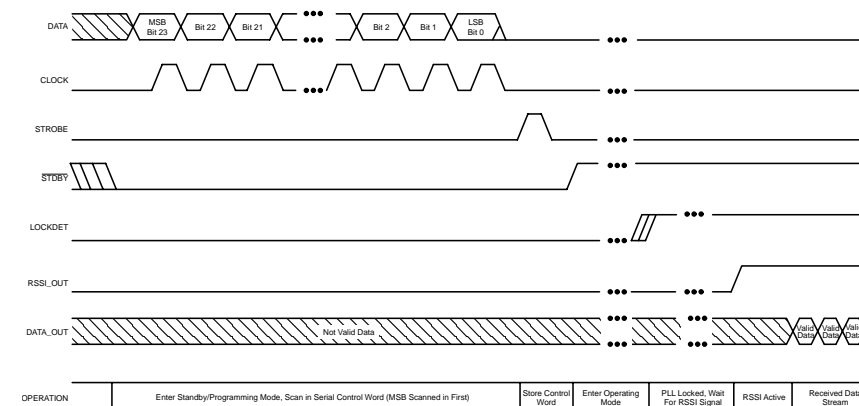 DATA
MSB
Bit 23
Bit 22
Bit 21
Bit 2
Bit 1
LSB
Bit 0
CLOCK
STROBE
STDBY
LOCKDET
RSSI_OUT
DATA_OUT
Not Valid Data
Valid
Data
Valid
Data
Valid
Data
OPERATION
Enter Standby/Programming Mode, Scan in Serial Control Word (MSB Scanned in First)
Store Control
Word
Enter Operating
Mode
PLL Locked, Wait
For RSSI Signal
RSSI Active
Received Data
Stream